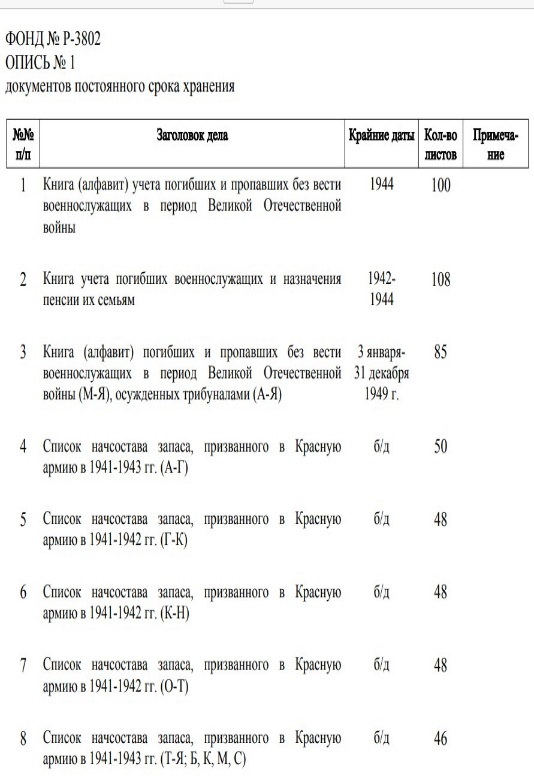 ФОНД № Р-3802
ОПИСЬ № 1
документов постоянного срока хранения
№№ Заголовок дела Крайние даты Кол-во Примеча-
п/п листов ние
1 Книга (алфавит) учета погибших и пропавших без вести 1944 100
военнослужащих в период Великой Отечественной
войны
2 Книга учета погибших военнослужащих и назначения 1942- 108
пенсии их семьям 1944
3 Книга (алфавит) погибших и пропавших без вести 3 января- 85
военнослужащих в период Великой Отечественной 31 декабря
войны (М-Я), осужденных трибуналами (А-Я) 1949 г.
4 Список начсостава запаса, призванного в Красную б/д 50
армию в 1941-1943 гг. (А-Г)
5 Список начсостава запаса, призванного в Красную б/д 48
армию в 1941-1942 гг. (Г-К)
6 Список начсостава запаса, призванного в Красную б/д 48
армию в 1941-1942 гг. (К-Н)
7 Список начсостава запаса, призванного в Красную б/д 48
армию в 1941-1942 гг. (О-Т)
8 Список начсостава запаса, призванного в Красную б/д 46
армию в 1941-1943 гг. (Т-Я; Б, К, М, С)